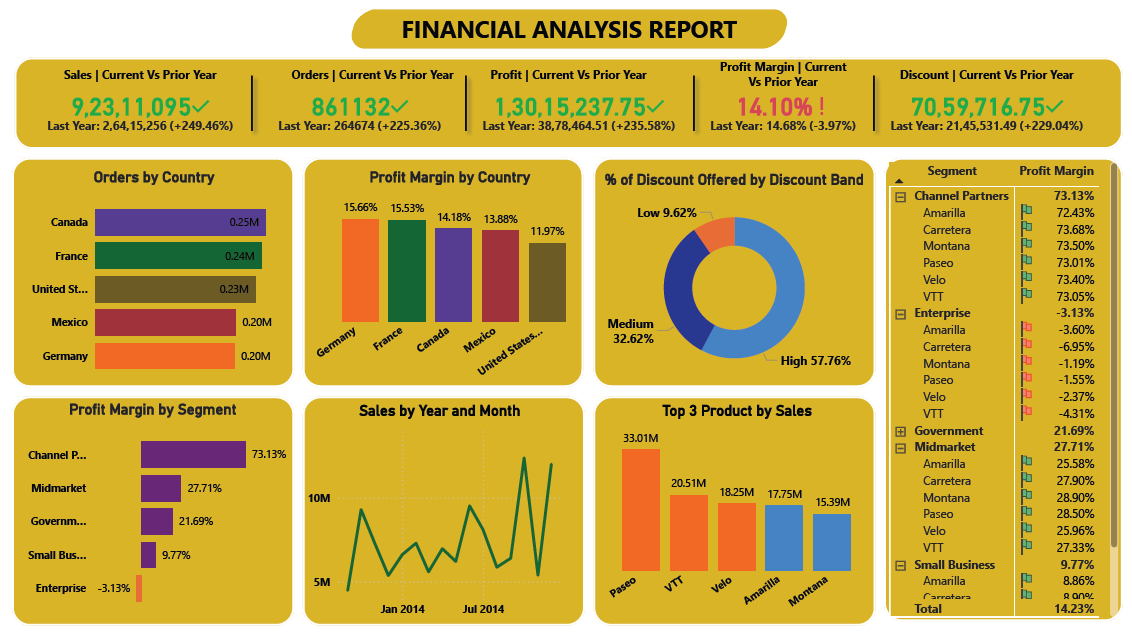 FINANCIAL ANALYSIS REPORT
Sales | Current Vs Prior Year
9,23,11,095✓
Last Year: 2,64,15,256 (+249.46%)
Orders | Current Vs Prior Year
861132✓
Last Year: 264674 (+225.36%)
Profit | Current Vs Prior Year
1,30,15,237.75✓
Last Year: 38,78,464.51 (+235.58%)
Profit Margin | Current
Vs Prior Year
14.10% !
Last Year: 14.68% (-3.97%)
Discount | Current Vs Prior Year
70,59,716.75✓
Last Year: 21,45,531.49 (+229.04%)
Orders by Country
Canada 0.25M
France 0.24M
United St... 0.23M
Mexico 0.20M
Germany 0.20M
Profit Margin by Country
15.66% 15.53% 14.18% 13.88% 11.97%
Germany France Canada Mexico United States...
% of Discount Offered by Discount Band
Low 9.62%
Medium
32.62%
High 57.76%
Profit Margin by Segment
Channel P... 73.13%
Midmarket 27.71%
Governm... 21.69%
Small Bus... 9.77%
Enterprise -3.13%
Sales by Year and Month
10M
5M
Jan 2014 Jul 2014
Top 3 Product by Sales
33.01M 20.51M 18.25M 17.75M 15.39M
Paseo VTT Velo Amarilla Montana
Segment Profit Margin
Channel Partners 73.13%
Amarilla 72.43%
Carretera 73.68%
Montana 73.50%
Paseo 73.01%
Velo 73.40%
VTT 73.05%
Enterprise -3.13%
Amarilla -3.60%
Carretera -6.95%
Montana -1.19%
Paseo -1.55%
Velo -2.37%
VTT -4.31%
Government 21.69%
Midmarket 27.71%
Amarilla 25.58%
Carretera 27.90%
Montana 28.90%
Paseo 28.50%
Velo 25.96%
VTT 27.33%
Small Business 9.77%
Amarilla 8.86%
Carretera 8.90%
Total 14.23%